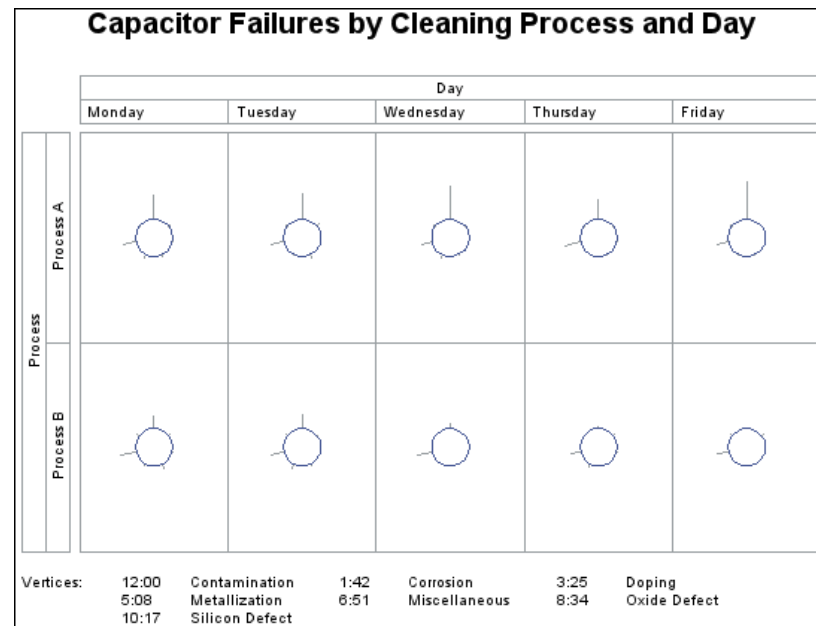 Capacitor Failures by Cleaning Process and Day
Day
Monday Tuesday Wednesday Thursday Friday
Process
Process A
Process B
Vertices: 12:00 Contamination 1:42 Corrosion 3:25 Doping
5:08 Metallization 6:51 Miscellaneous 8:34 Oxide Defect
10:17 Silicon Defect